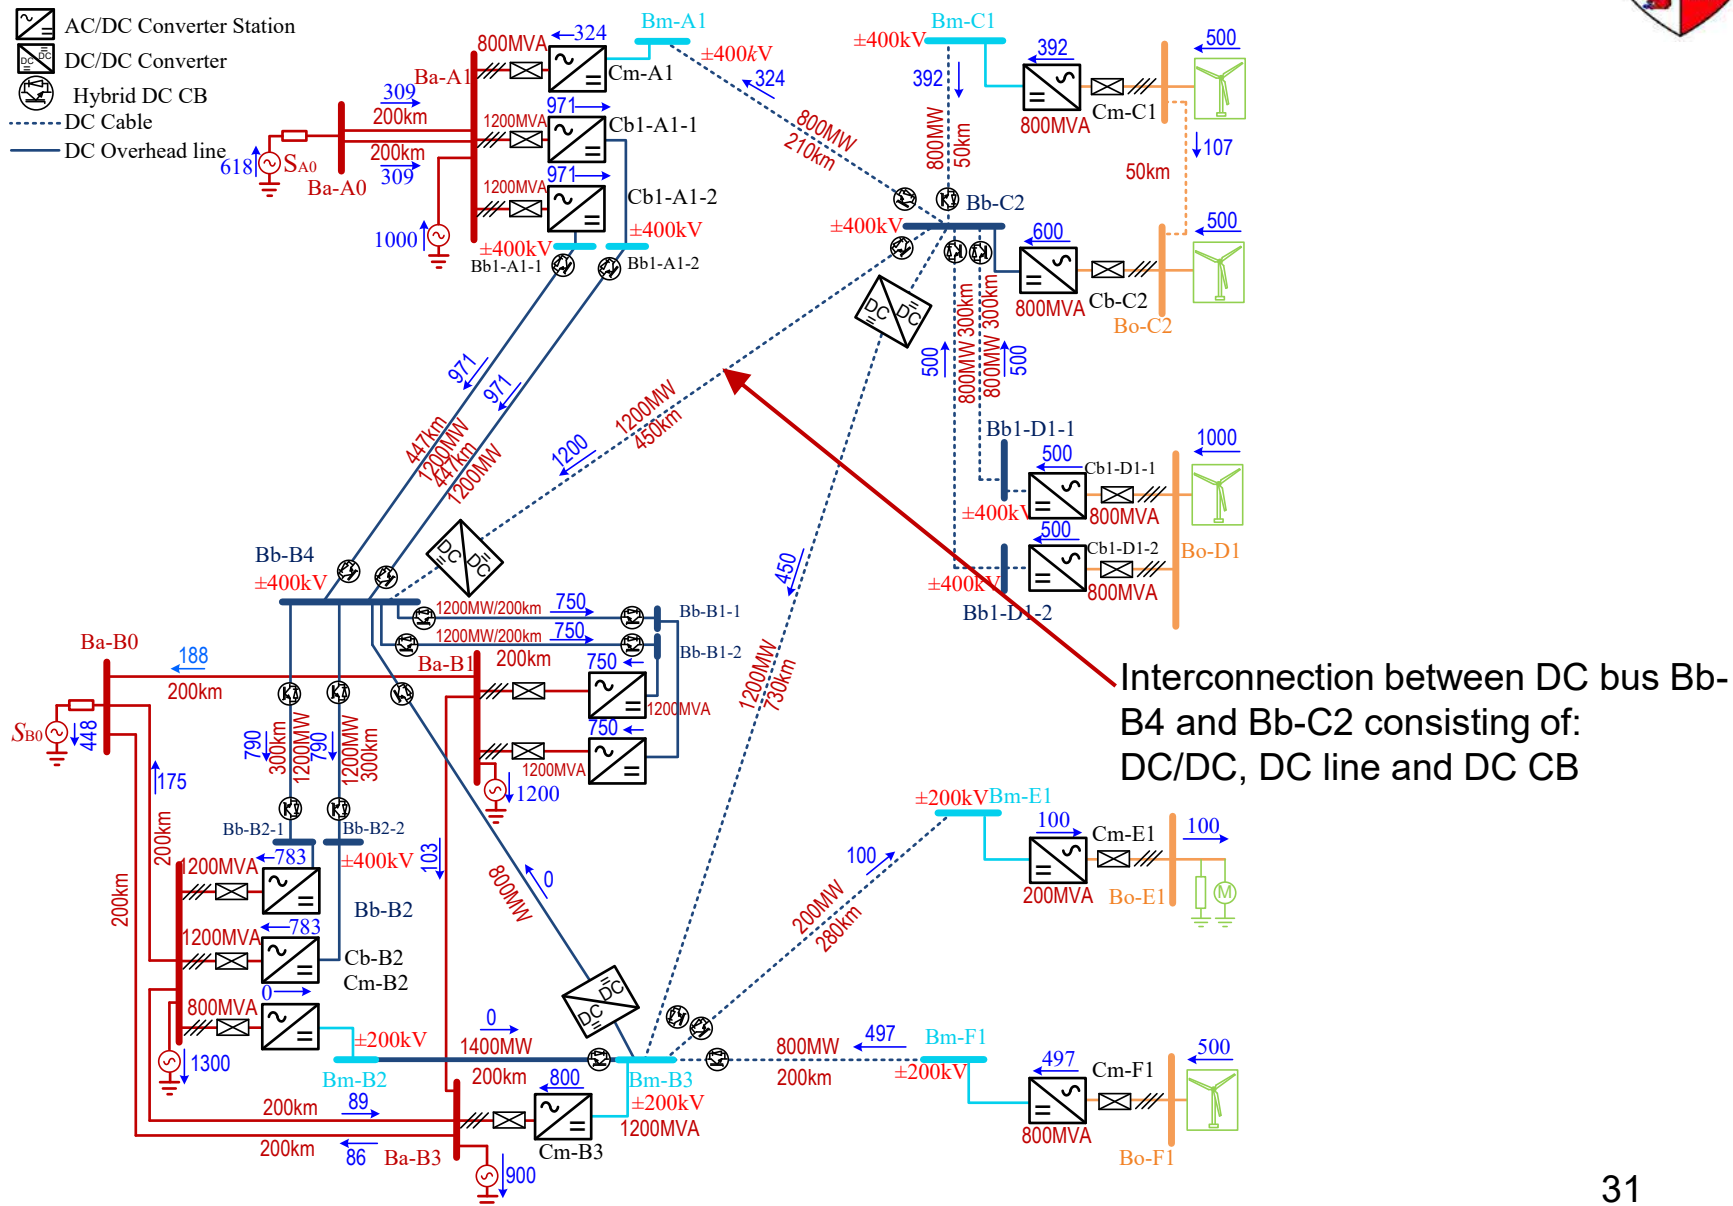 AC/DC Converter Station
DC/DC Converter
Hybrid DC CB
DC Cable
DC Overhead line
DC
DC
618
SA0
Ba-A0
309
200km
200km
309
Ba-A1
1000
800MVA
324
Cm-A1
1200MVA
971
Cb1-A1-1
1200MVA
971
Cb1-A1-2
±400kV
±400kV
Bb1-A1-1
Bb1-A1-2
Bm-A1
±400kV
324
800MW
210km
Bm-C1
±400kV
392
800MW
50km
392
Cm-C1
800MVA
500
Bo-C1
107
50km
Bb-C2
±400kV
600
Cb-C2
800MVA
500
Bo-C2
DC
DC
500
800MW 300km
800MW 300km
500
Bb1-D1-1
500
Cb1-D1-1
±400kV
800MVA
500
Cb1-D1-2
±400kV
800MVA
Bb1-D1-2
1000
Bo-D1
971
971
447km
1200MW
447km
1200MW
1200MW
450km
1200
DC
DC
Bb-B4
±400kV
1200MW/200km
750
Bb-B1-1
1200MW/200km
750
Bb-B1-2
450
1200MW
730km
Interconnection between DC bus Bb-
B4 and Bb-C2 consisting of:
DC/DC, DC line and DC CB
Ba-B0
188
200km
SB0
448
175
Ba-B1
200km
750
1200MVA
750
1200MVA
1200
790
300km
1200MW
790
1200MW
300km
Bb-B2-1
Bb-B2-2
±400kV
1200MVA
783
Bb-B2
1200MVA
783
Cb-B2
Cm-B2
0
800MVA
1300
200km
200km
103
800MW
0
DC
DC
±200kV
Bm-B2
0
1400MW
200km
Bm-B3
±200kV
1200MVA
800
Cm-B3
200km
89
200km
86
Ba-B3
900
±200kV
Bm-E1
100
200MW
280km
100
Cm-E1
200MVA
100
Bo-E1
M
497
800MW
200km
Bm-F1
±200kV
497
Cm-F1
800MVA
500
Bo-F1
31